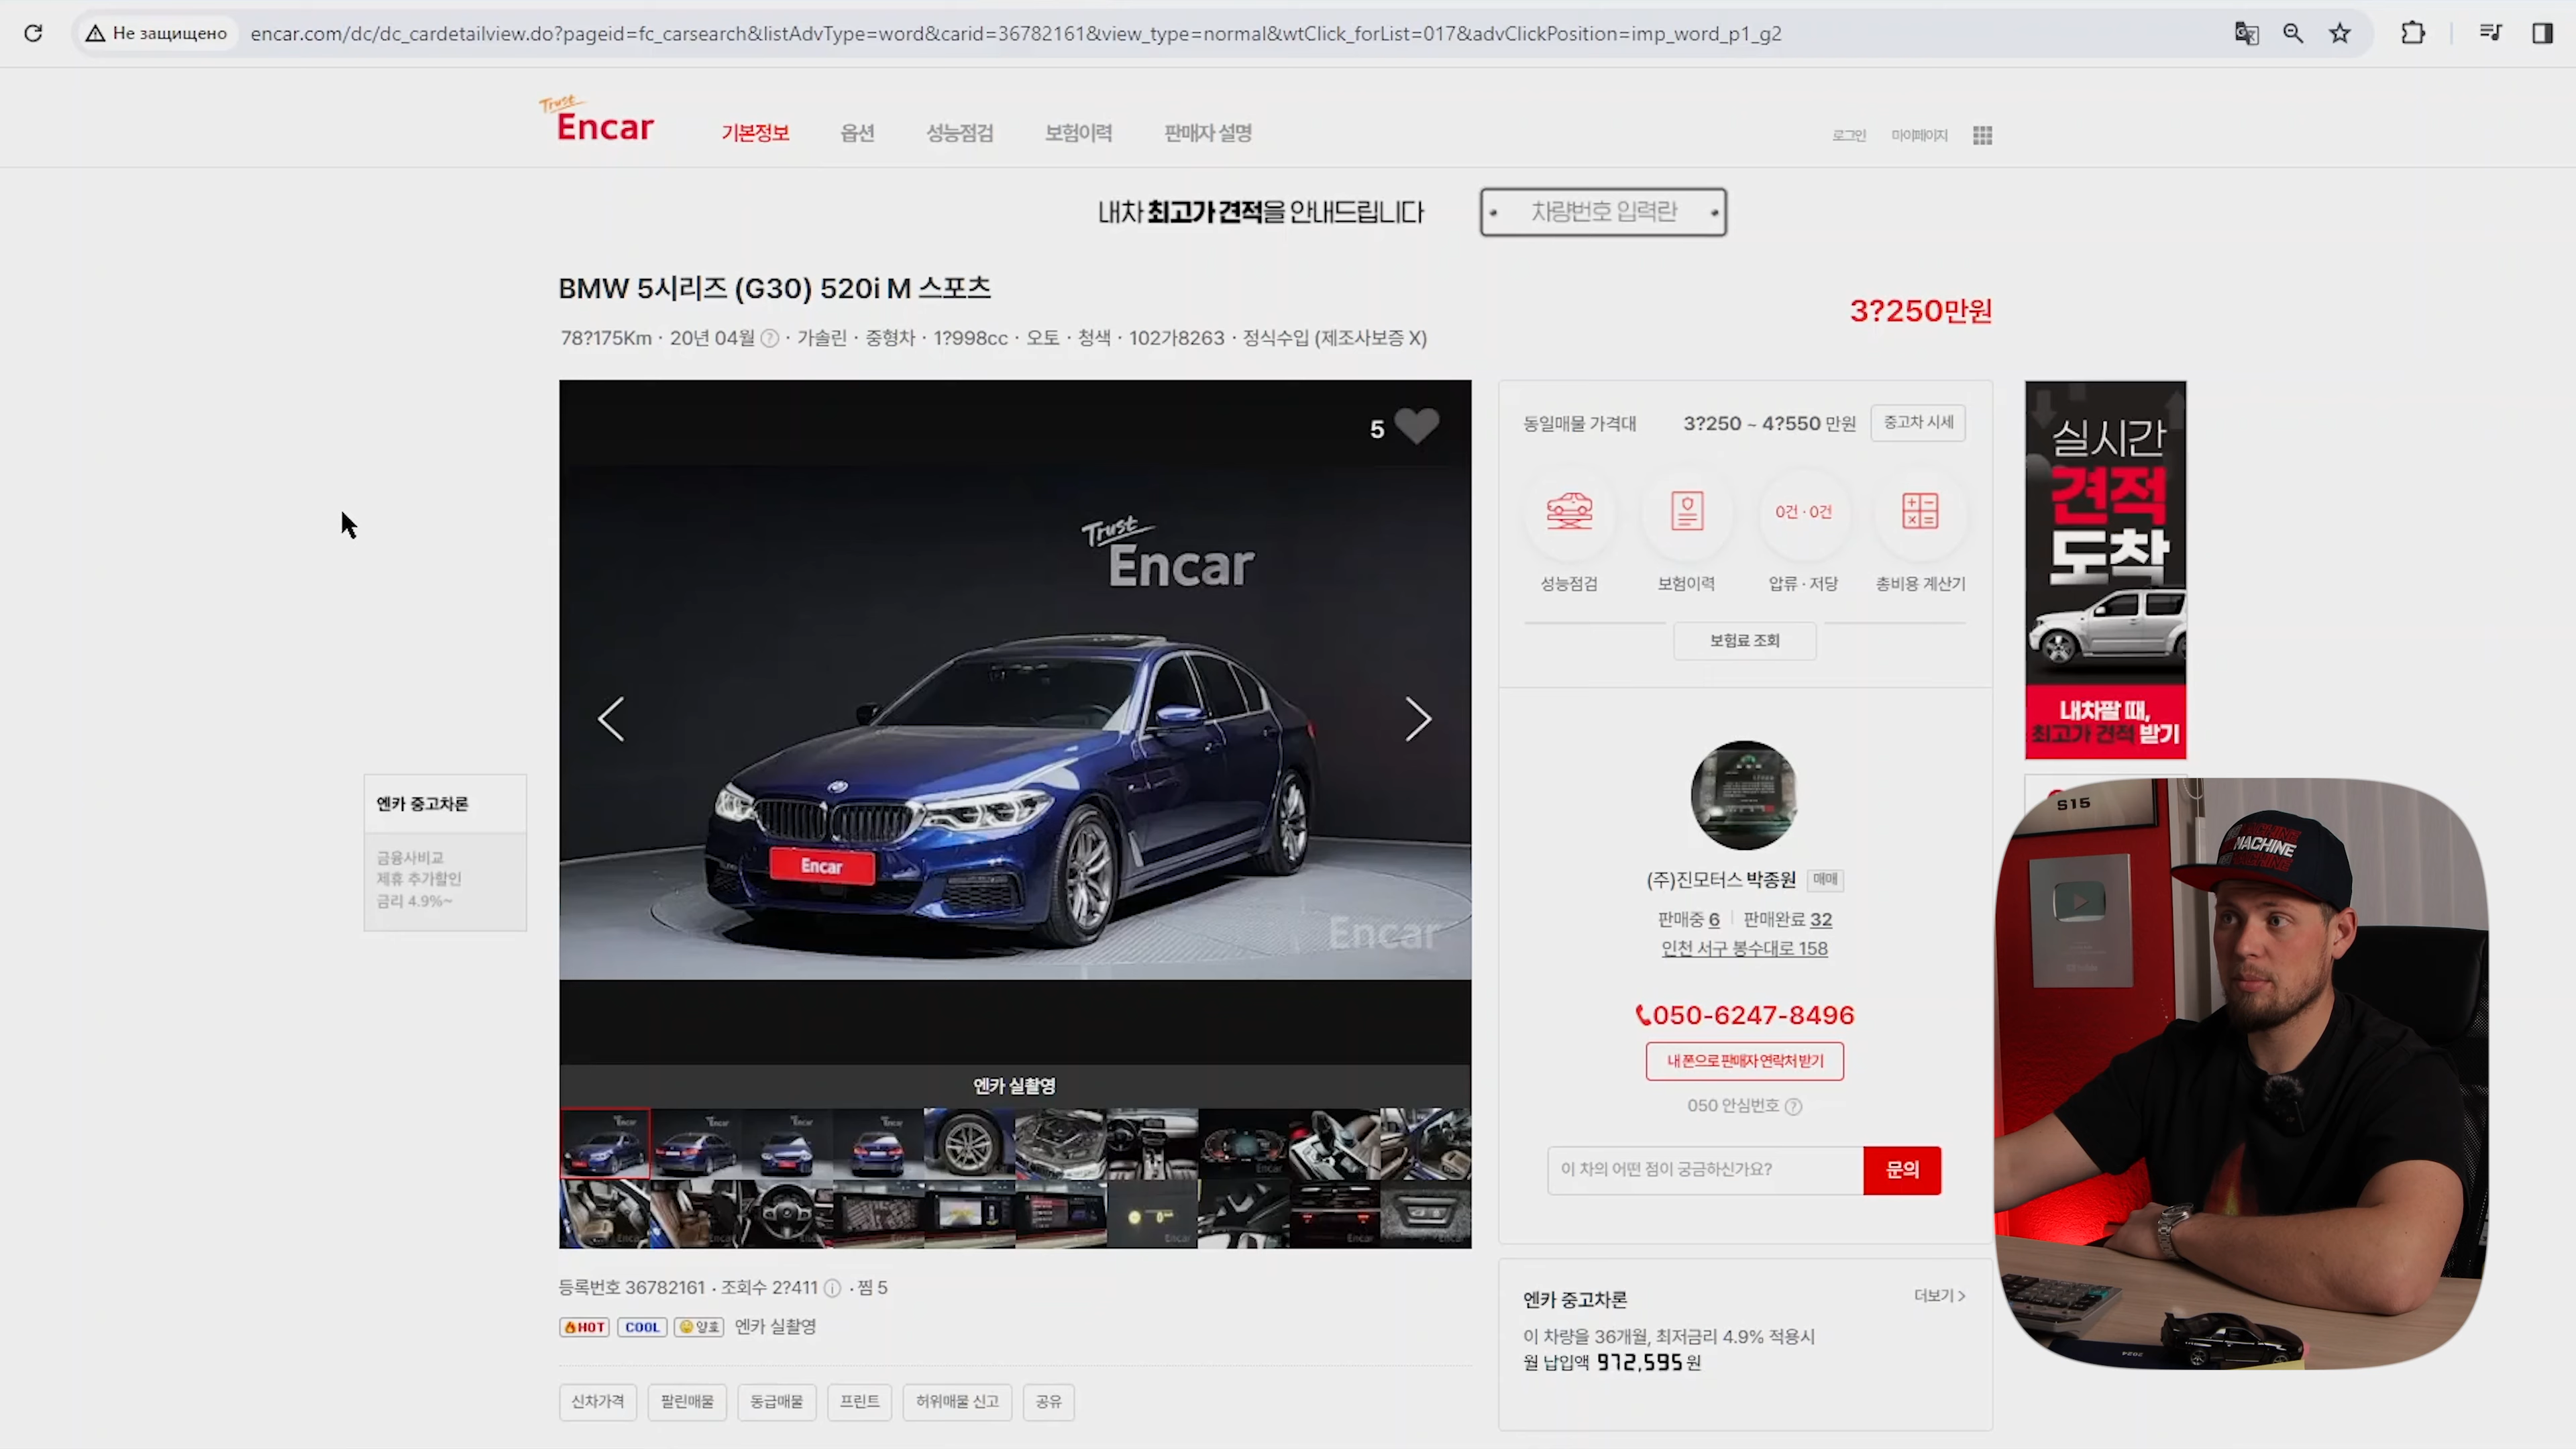 Не защищено encar.com/dc/dc_cardetailview.do?pageid=fc_carsearch&listAdvType=word&carid=36782161&view_type=normal&wtClick_forList=017&advClickPosition=imp_word_p1_g2
Trust
Encar 기본정보 옵션 성능점검 보험이력 판매자 설명 로그인 마이페이지
내차 최고가 견적을 안내드립니다 차량번호 입력란
BMW 5시리즈 (G30) 520i M 스포츠
3?250만원
78?175Km · 20년 04월 ? · 가솔린 · 중형차 · 1?998cc · 오토 · 청색 · 102가8263 · 정식수입 (제조사보증 X)
5
Trust
Encar
Encar
Encar
엔카 실촬영
동일매물 가격대 3?250 ~ 4?550 만원 중고차 시세
0건 · 0건
성능점검 보험이력 압류 · 저당 총비용 계산기
보험료 조회
(주)진모터스 박종원 매매
판매중 6 판매완료 32
인천 서구 봉수대로 158
050-6247-8496
내 폰으로 판매자 연락처 받기
050 안심번호 ?
이 차의 어떤 점이 궁금하신가요? 문의
실시간
견적
도착
내차팔 때,
최고가 견적 받기
엔카 중고차론
금융사비교
제휴 추가할인
금리 4.9%~
S15
MACHINE
MACHINE
MACHINE
등록번호 36782161 · 조회수 2?411 · 찜 5
HOT COOL 양호 엔카 실촬영
신차가격 팔린매물 동급매물 프린트 허위매물 신고 공유
엔카 중고차론 더보기 >
이 차량을 36개월, 최저금리 4.9% 적용시
월 납입액 912,595원
2024